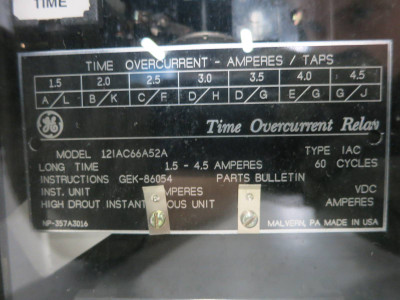 TIME
TIME OVERCURRENT - AMPERES / TAPS
1.5 2.0 2.5 3.0 3.5 4.0 4.5
A/L B/K C/F D/H D/G E/G G/J
GE Time Overcurrent Relay
MODEL 12IAC66A52A TYPE IAC
LONG TIME 1.5 - 4.5 AMPERES 60 CYCLES
INSTRUCTIONS GEK-86054 PARTS BULLETIN
INST. UNIT AMPERES VDC
HIGH DROUT INSTANT OUS UNIT AMPERES
NP-357A3016 MALVERN, PA MADE IN USA